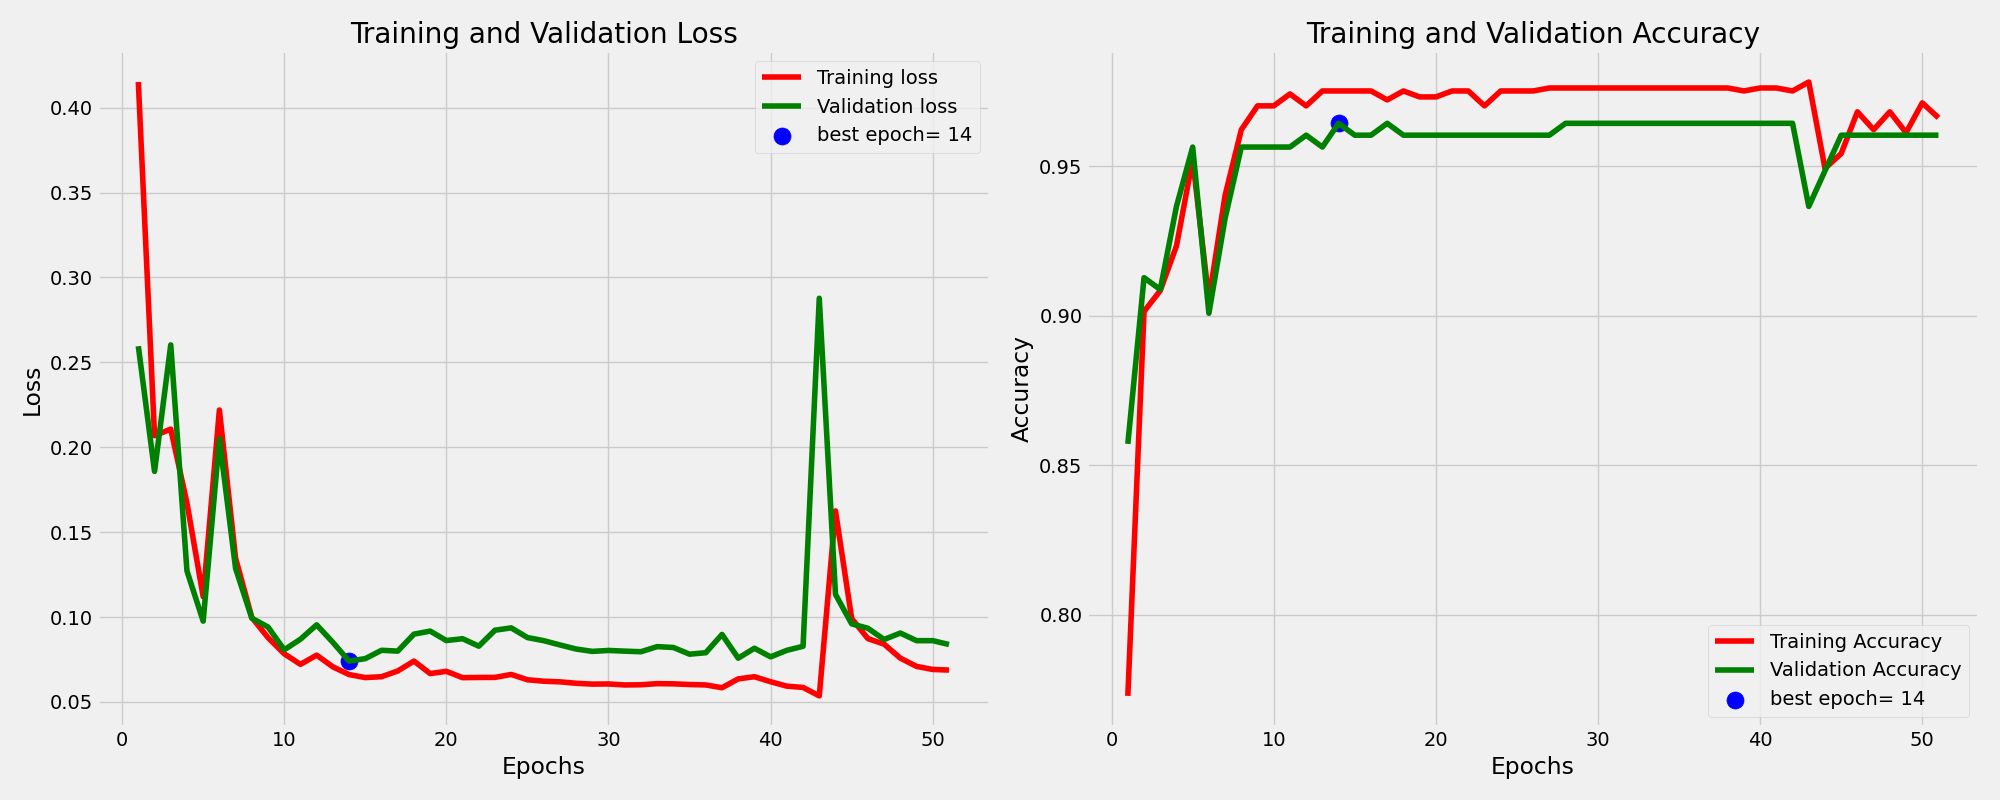 Training and Validation Loss
Training loss
Validation loss
best epoch= 14
0.40
0.35
0.30
0.25
0.20
0.15
0.10
0.05
Loss
0 10 20 30 40 50
Epochs
Training and Validation Accuracy
0.95
0.90
0.85
0.80
Accuracy
Training Accuracy
Validation Accuracy
best epoch= 14
0 10 20 30 40 50
Epochs